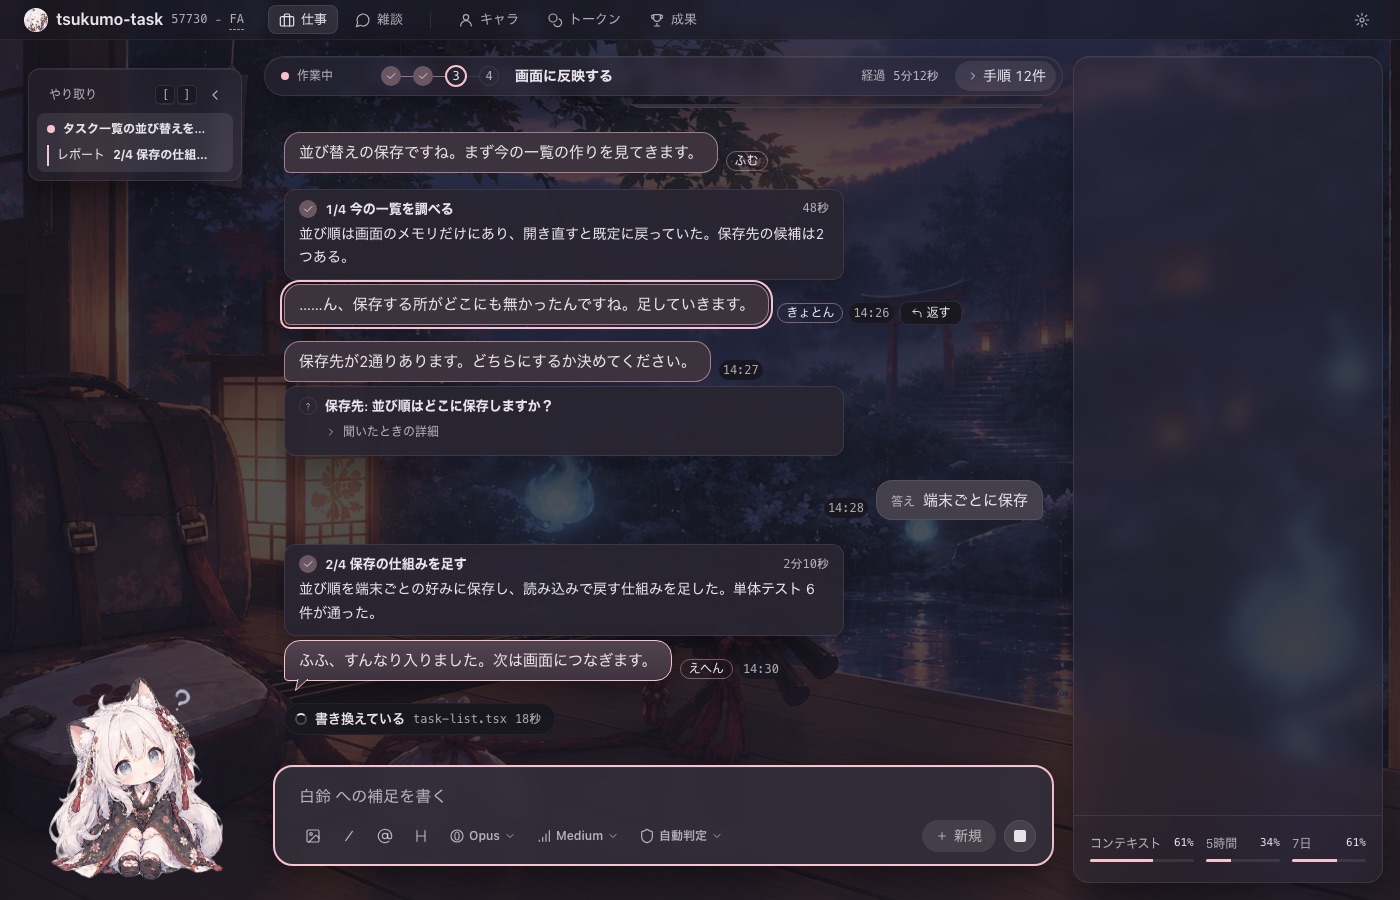 tsukumo-task 57730 - FA 仕事 雑談 キャラ トークン 成果
やり取り [ ]
タスク一覧の並び替えを...
レポート 2/4 保存の仕組...
作業中 3 4 画面に反映する 経過 5分12秒 手順 12件
並び替えの保存ですね。まず今の一覧の作りを見てきます。 ふむ
1/4 今の一覧を調べる 48秒
並び順は画面のメモリだけにあり、開き直すと既定に戻っていた。保存先の候補は2
つある。
……ん、保存する所がどこにも無かったんですね。足していきます。 きょとん 14:26 返す
保存先が2通りあります。どちらにするか決めてください。 14:27
? 保存先: 並び順はどこに保存しますか？
聞いたときの詳細
14:28 答え 端末ごとに保存
2/4 保存の仕組みを足す 2分10秒
並び順を端末ごとの好みに保存し、読み込みで戻す仕組みを足した。単体テスト 6
件が通った。
ふふ、すんなり入りました。次は画面につなぎます。 えへん 14:30
書き換えている task-list.tsx 18秒
白鈴 への補足を書く
/ @ H Opus Medium 自動判定 + 新規
コンテキスト 61% 5時間 34% 7日 61%